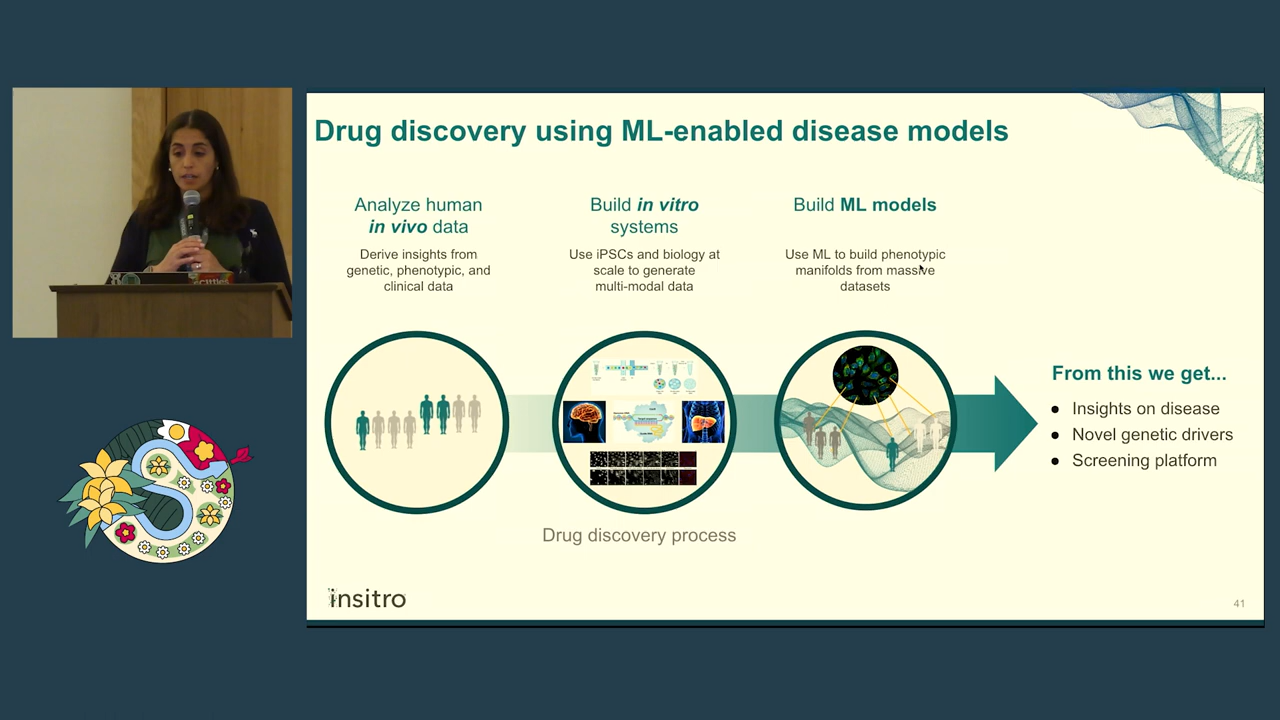 Drug discovery using ML-enabled disease models
Analyze human
in vivo data
Derive insights from
genetic, phenotypic, and
clinical data
Build in vitro
systems
Use iPSCs and biology at
scale to generate
multi-modal data
Build ML models
Use ML to build phenotypic
manifolds from massive
datasets
From this we get...
● Insights on disease
● Novel genetic drivers
● Screening platform
Drug discovery process
insitro
41